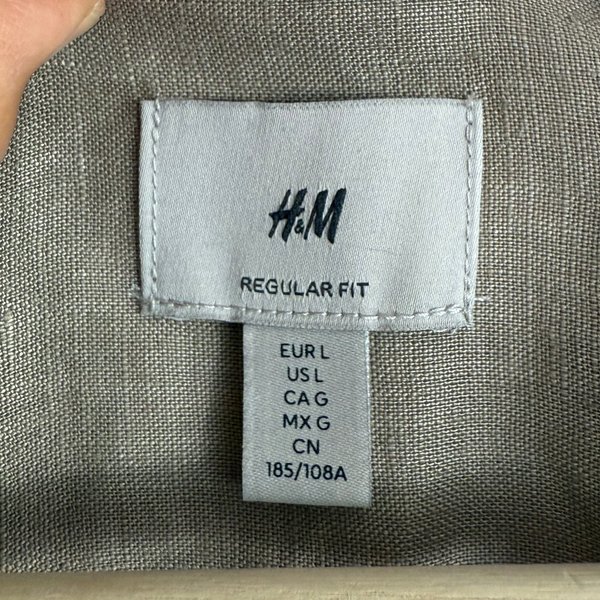 H&M
REGULAR FIT
EUR L
US L
CA G
MX G
CN
185/108A